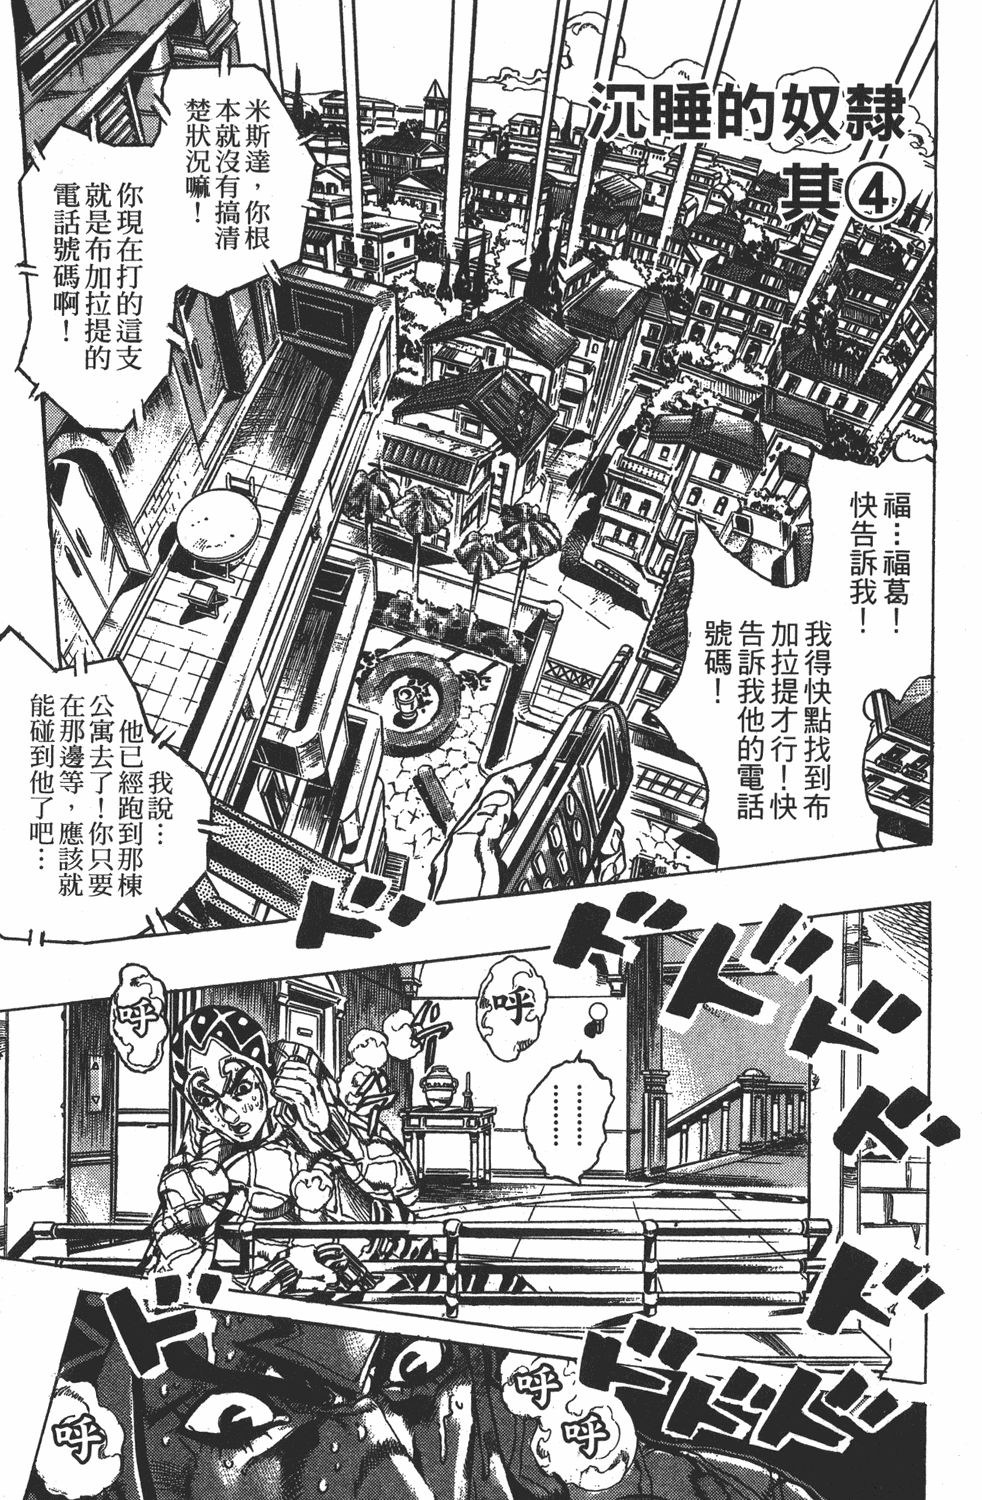 沉睡的奴隸
其④
福…福葛！
快告訴我！
我得快點找到布
加拉提才行！快
告訴我他的電話
號碼！
米斯達，你根
本就沒有搞清
楚狀況嘛！
你現在打的這支
就是布加拉提的
電話號碼啊！
我說…
他已經跑到那棟
公寓去了！你只要
在那邊等，應該就
能碰到他了吧…
ド
ド
ド
ド
ド
ド
呼
…………
呼
ド
ド
ド
ド
ド
呼
呼
呼